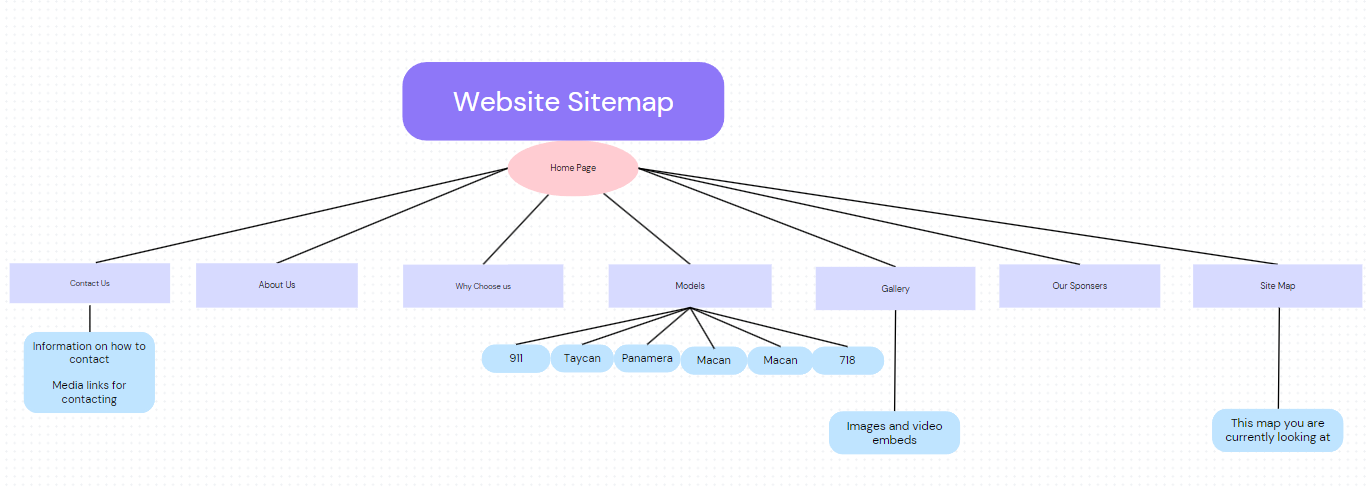 Website Sitemap
Home Page
Contact Us
About Us
Why Choose us
Models
Gallery
Our Sponsers
Site Map
Information on how to
contact
Media links for
contacting
911
Taycan
Panamera
Macan
Macan
718
Images and video
embeds
This map you are
currently looking at